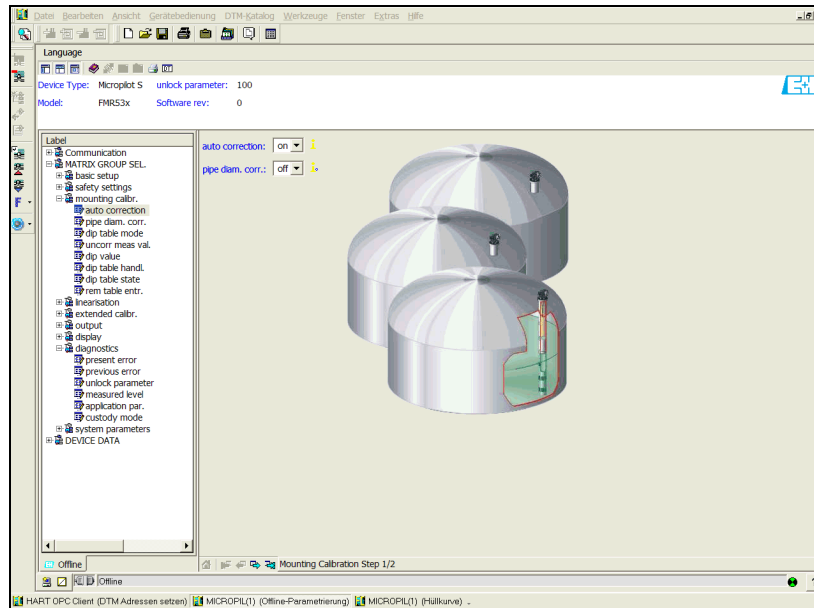 Datei Bearbeiten Ansicht Gerätebedienung DTM-Katalog Werkzeuge Fenster Extras Hilfe
Language
Device Type: Micropilot S unlock parameter: 100
Model: FMR53x Software rev: 0
E+H
Label
Communication
MATRIX GROUP SEL.
basic setup
safety settings
mounting calibr.
auto correction
pipe diam. corr.
dip table mode
uncorr meas val.
dip value
dip table handl.
dip table state
rem table entr.
linearisation
extended calibr.
output
display
diagnostics
present error
previous error
unlock parameter
measured level
application par.
custody mode
system parameters
DEVICE DATA
auto correction: on
pipe diam. corr.: off
F
Offline
Mounting Calibration Step 1/2
Offline
HART OPC Client (DTM Adressen setzen) MICROPIL(1) (Offline-Parametrierung) MICROPIL(1) (Hüllkurve)